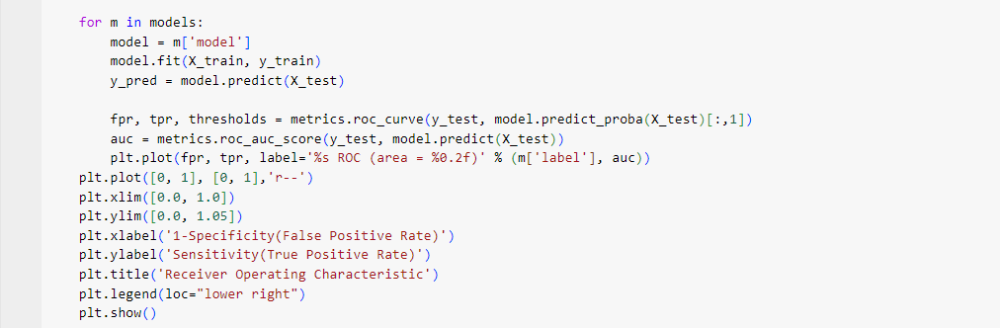 for m in models:
    model = m['model']
    model.fit(X_train, y_train)
    y_pred = model.predict(X_test)

    fpr, tpr, thresholds = metrics.roc_curve(y_test, model.predict_proba(X_test)[:,1])
    auc = metrics.roc_auc_score(y_test, model.predict(X_test))
    plt.plot(fpr, tpr, label='%s ROC (area = %0.2f)' % (m['label'], auc))
plt.plot([0, 1], [0, 1],'r--')
plt.xlim([0.0, 1.0])
plt.ylim([0.0, 1.05])
plt.xlabel('1-Specificity(False Positive Rate)')
plt.ylabel('Sensitivity(True Positive Rate)')
plt.title('Receiver Operating Characteristic')
plt.legend(loc="lower right")
plt.show()